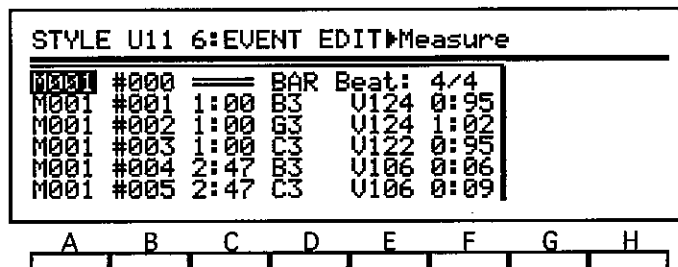 STYLE U11 6:EVENT EDIT▶Measure
M001 #000 ═══ BAR Beat: 4/4
M001 #001 1:00 B3 V124 0:95
M001 #002 1:00 G3 V124 1:02
M001 #003 1:00 C3 V122 0:95
M001 #004 2:47 B3 V106 0:06
M001 #005 2:47 C3 V106 0:09
A B C D E F G H